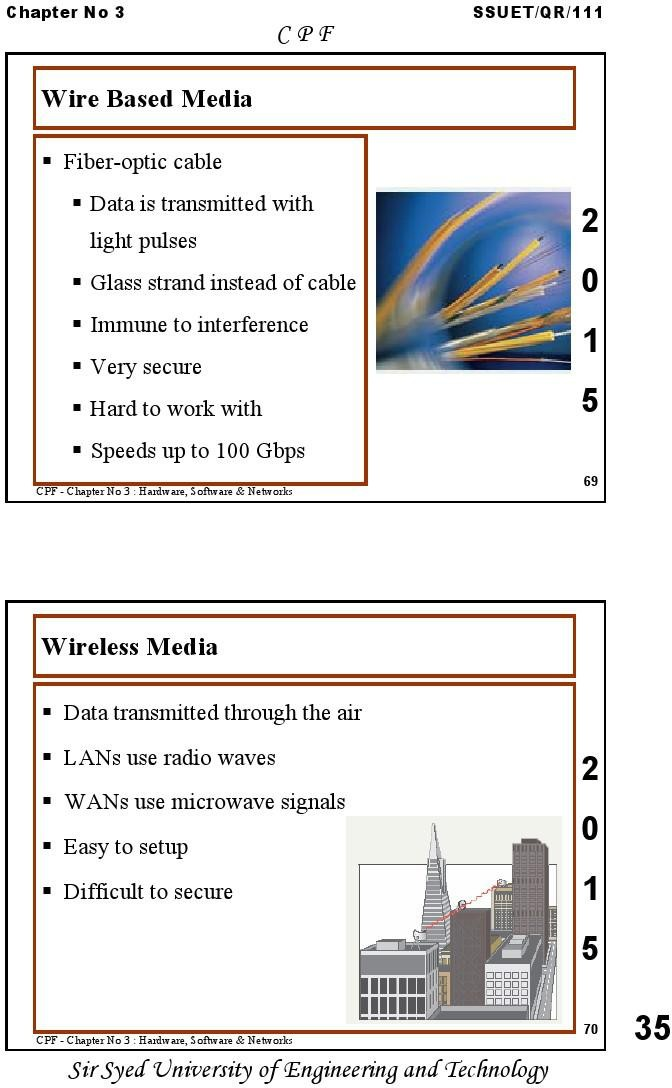 Chapter No 3 SSUET/QR/111
C P F
Wire Based Media
▪ Fiber-optic cable
▪ Data is transmitted with
light pulses
▪ Glass strand instead of cable
▪ Immune to interference
▪ Very secure
▪ Hard to work with
▪ Speeds up to 100 Gbps
2
0
1
5
69
CPF - Chapter No 3 : Hardware, Software & Networks
Wireless Media
▪ Data transmitted through the air
▪ LANs use radio waves
▪ WANs use microwave signals
▪ Easy to setup
▪ Difficult to secure
2
0
1
5
70
CPF - Chapter No 3 : Hardware, Software & Networks
35
Sir Syed University of Engineering and Technology